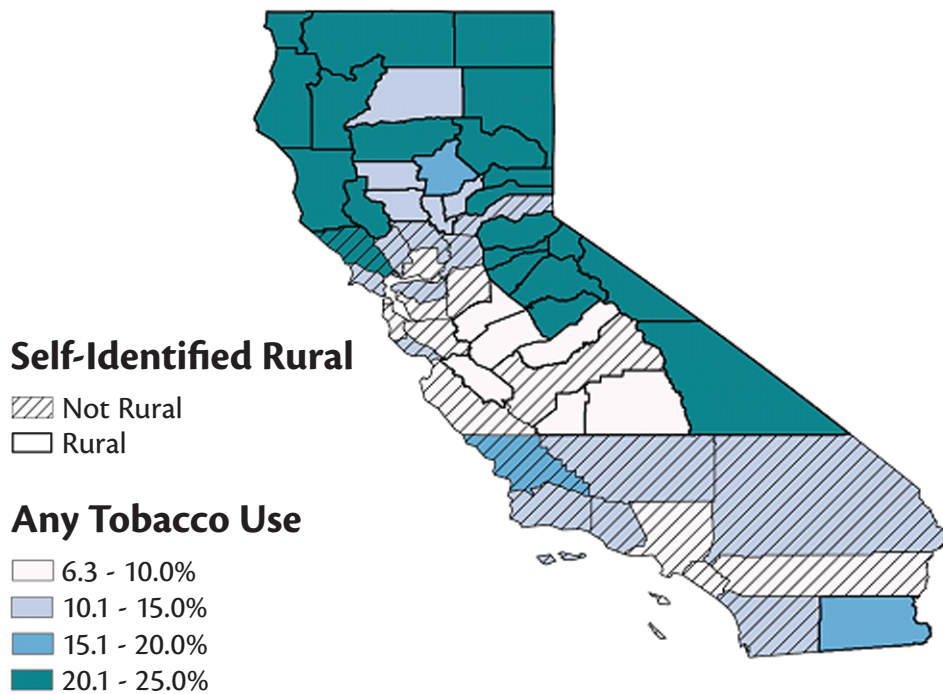 Self-Identified Rural
Not Rural
Rural
Any Tobacco Use
6.3 - 10.0%
10.1 - 15.0%
15.1 - 20.0%
20.1 - 25.0%